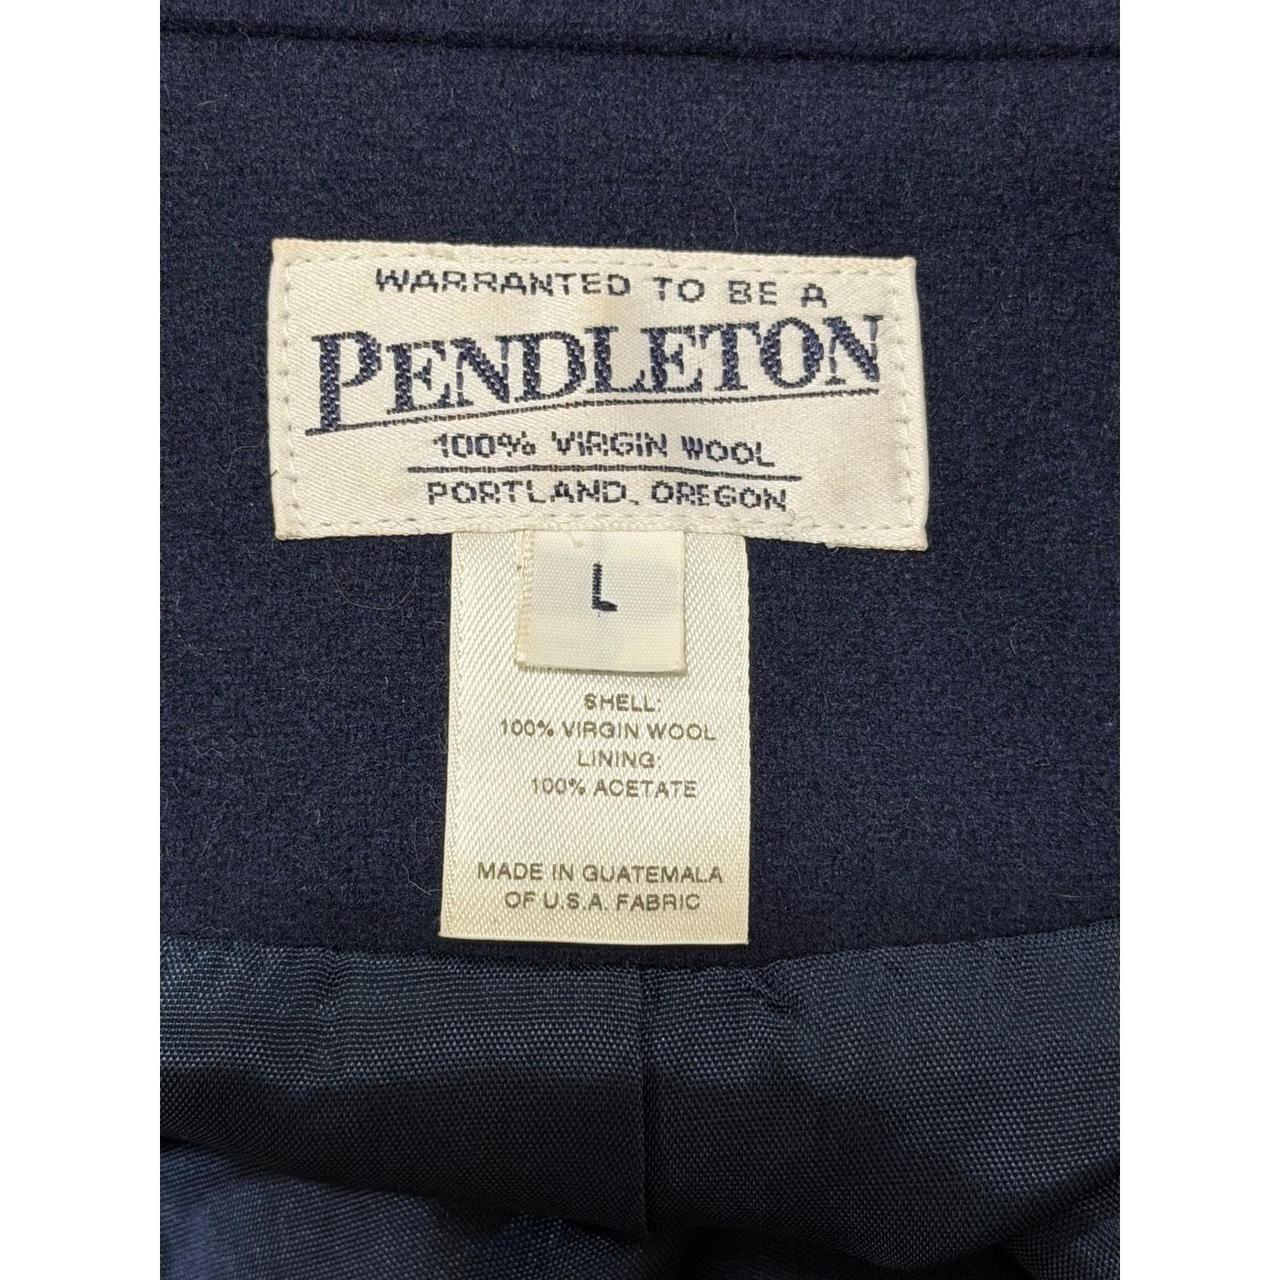 WARRANTED TO BE A
PENDLETON
100% VIRGIN WOOL
PORTLAND, OREGON
L
SHELL:
100% VIRGIN WOOL
LINING:
100% ACETATE
MADE IN GUATEMALA
OF U.S.A. FABRIC